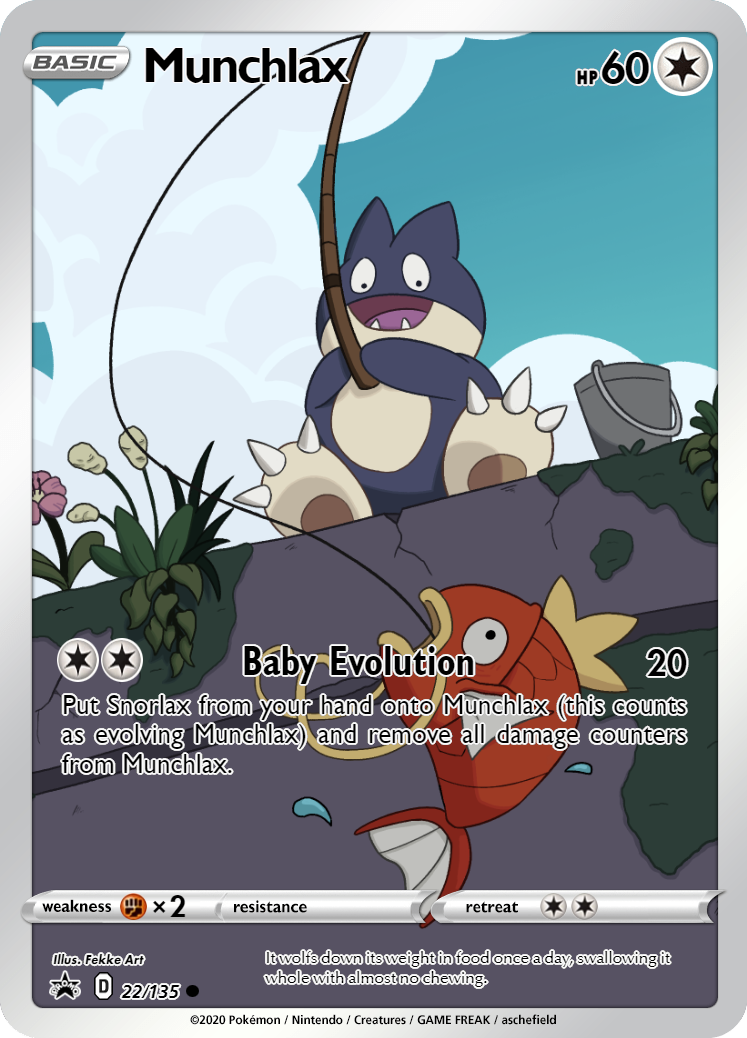 BASIC Munchlax HP 60
Baby Evolution 20
Put Snorlax from your hand onto Munchlax (this counts
as evolving Munchlax) and remove all damage counters
from Munchlax.
weakness ×2 resistance retreat
Illus. Fekke Art
It wolfs down its weight in food once a day, swallowing it
whole with almost no chewing.
D 22/135
©2020 Pokémon / Nintendo / Creatures / GAME FREAK / aschefield